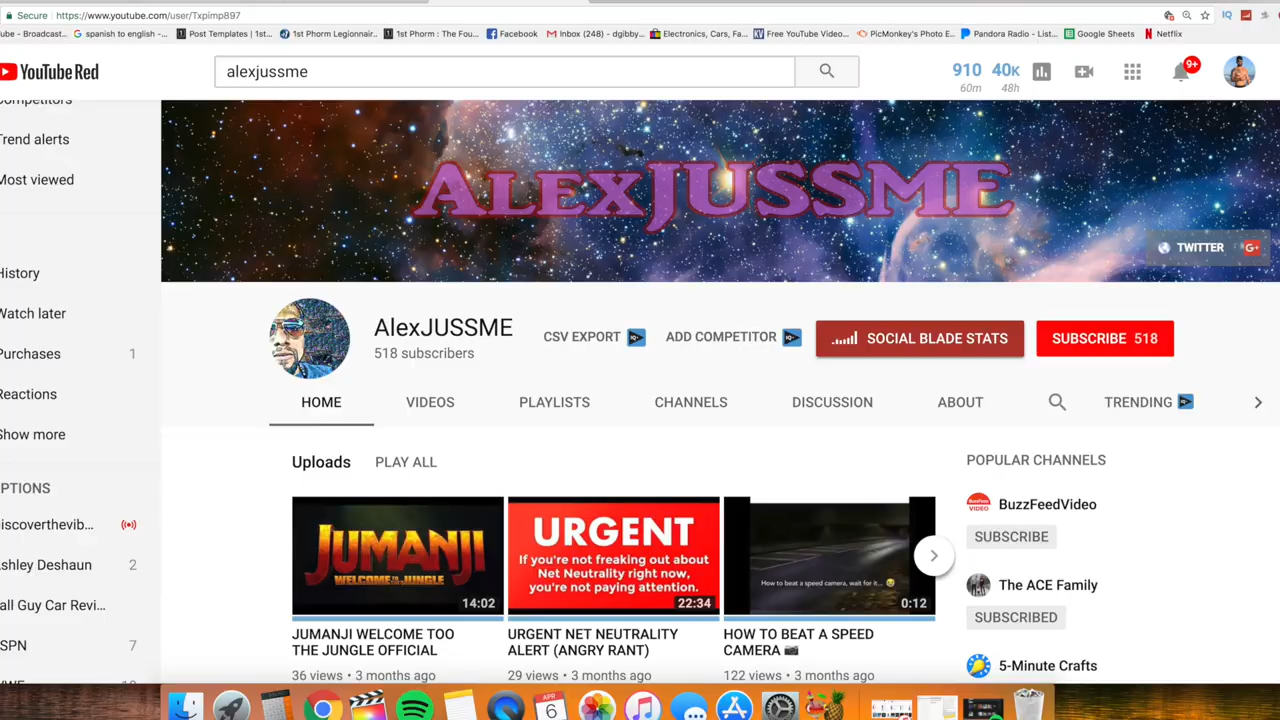 Secure https://www.youtube.com/user/Txpimp897
ube - Broadcast... spanish to english -... Post Templates | 1st... 1st Phorm Legionnair.. 1st Phorm : The Fou... Facebook Inbox (248) - dgibby... Electronics, Cars, Fa... Free YouTube Video... PicMonkey's Photo E.. Pandora Radio - List... Google Sheets Netflix
YouTube Red
alexjussme
910 40K
60m 48h
9+
Competitors
Trend alerts
Most viewed
History
Watch later
Purchases 1
Reactions
Show more
PTIONS
iscoverthevib...
shley Deshaun 2
all Guy Car Revi...
SPN 7
ALEXJUSSME
TWITTER G+
AlexJUSSME
518 subscribers
CSV EXPORT
ADD COMPETITOR
SOCIAL BLADE STATS
SUBSCRIBE 518
HOME VIDEOS PLAYLISTS CHANNELS DISCUSSION ABOUT TRENDING
Uploads PLAY ALL
JUMANJI
WELCOME TO THE JUNGLE
14:02
JUMANJI WELCOME TOO
THE JUNGLE OFFICIAL
36 views • 3 months ago
URGENT
If you're not freaking out about
Net Neutrality right now,
you're not paying attention.
22:34
URGENT NET NEUTRALITY
ALERT (ANGRY RANT)
29 views • 3 months ago
How to beat a speed camera, wait for it... 😂
0:12
HOW TO BEAT A SPEED
CAMERA 📷
122 views • 3 months ago
POPULAR CHANNELS
BuzzFeedVideo
SUBSCRIBE
The ACE Family
SUBSCRIBED
5-Minute Crafts
APR
6